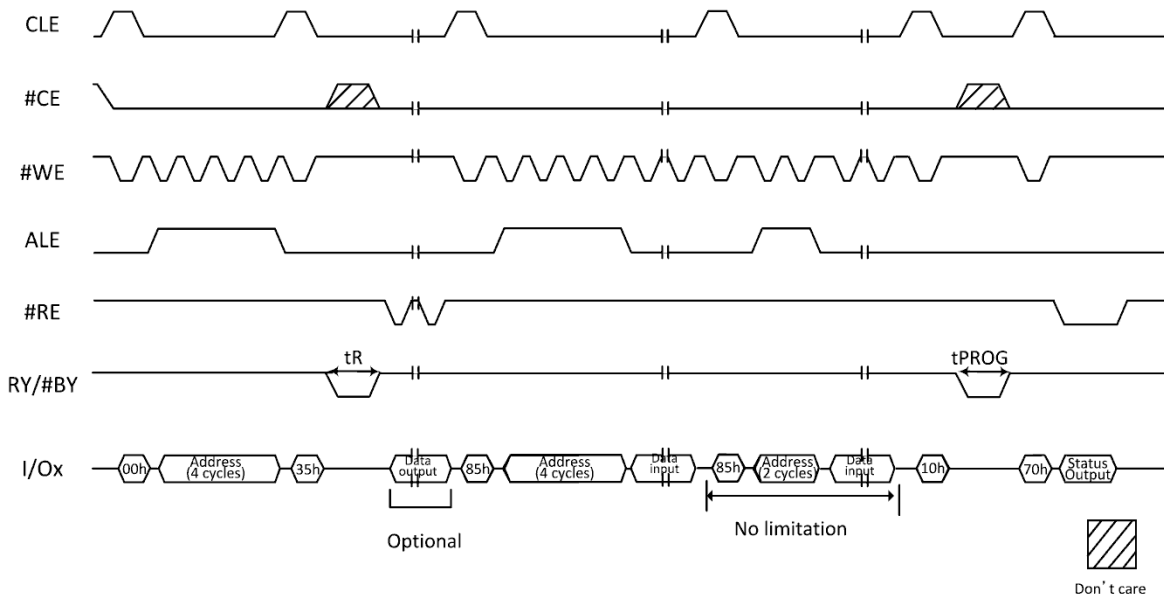 CLE
#CE
#WE
ALE
#RE
RY/#BY
tR
tPROG
I/Ox
00h
Address
(4 cycles)
35h
Data
output
85h
Address
(4 cycles)
Data
input
85h
Address
(2 cycles)
Data
input
10h
70h
Status
Output
Optional
No limitation
Don't care